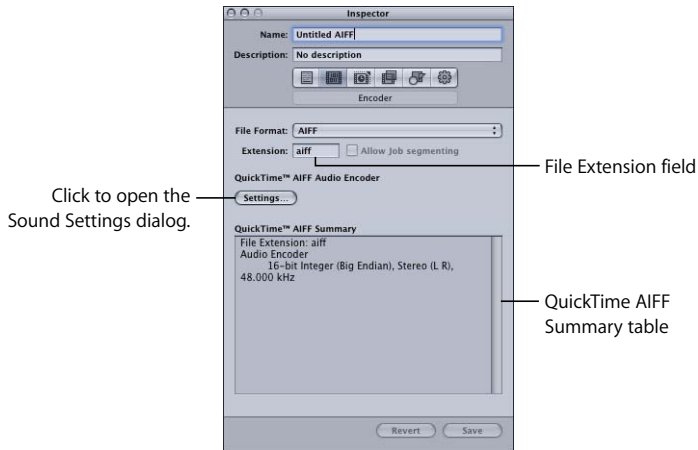 Inspector
Name: Untitled AIFF
Description: No description
Encoder
File Format: AIFF
Extension: aiff Allow Job segmenting
File Extension field
QuickTime™ AIFF Audio Encoder
Click to open the
Sound Settings dialog.
Settings...
QuickTime™ AIFF Summary
File Extension: aiff
Audio Encoder
16-bit Integer (Big Endian), Stereo (L R),
48.000 kHz
QuickTime AIFF
Summary table
Revert Save